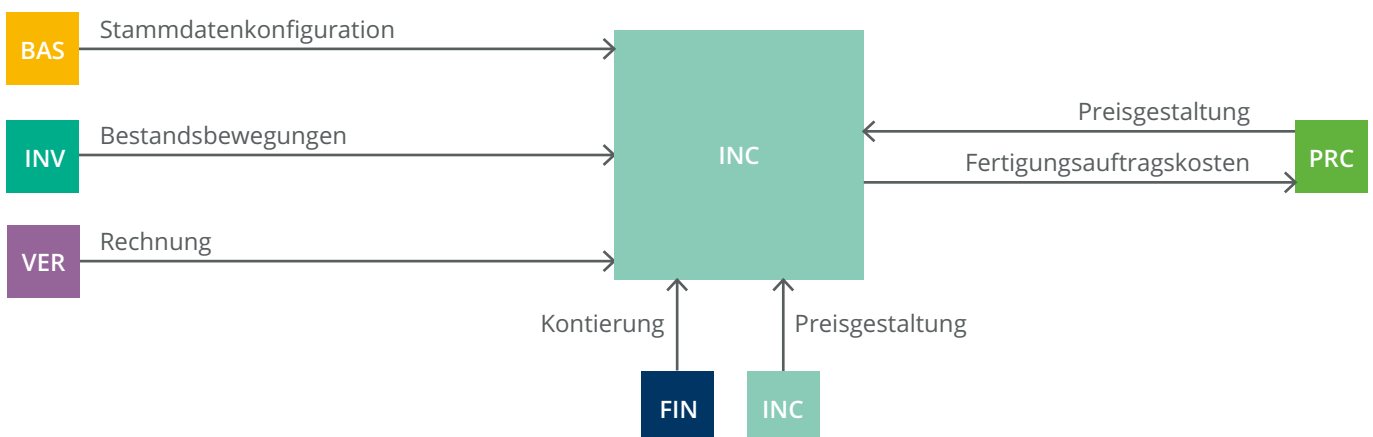 BAS
Stammdatenkonfiguration
INV
Bestandsbewegungen
VER
Rechnung
INC
Preisgestaltung
Fertigungsauftragskosten
PRC
Kontierung
Preisgestaltung
FIN
INC